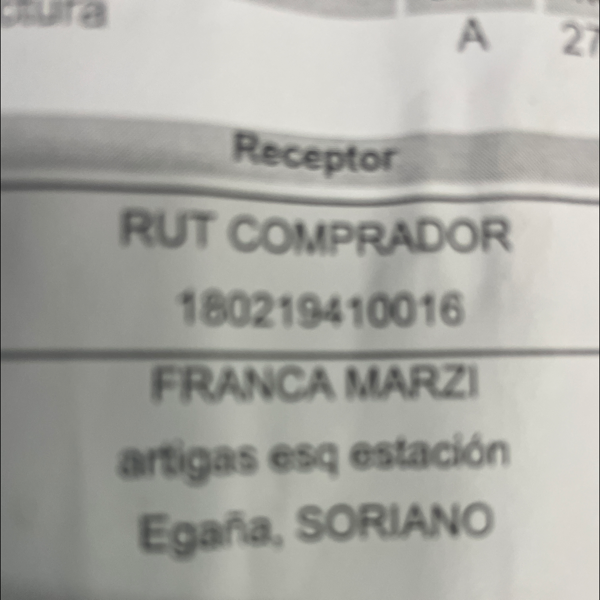 A 27
Receptor
RUT COMPRADOR
180219410016
FRANCA MARZI
artigas esq estación
Egaña, SORIANO